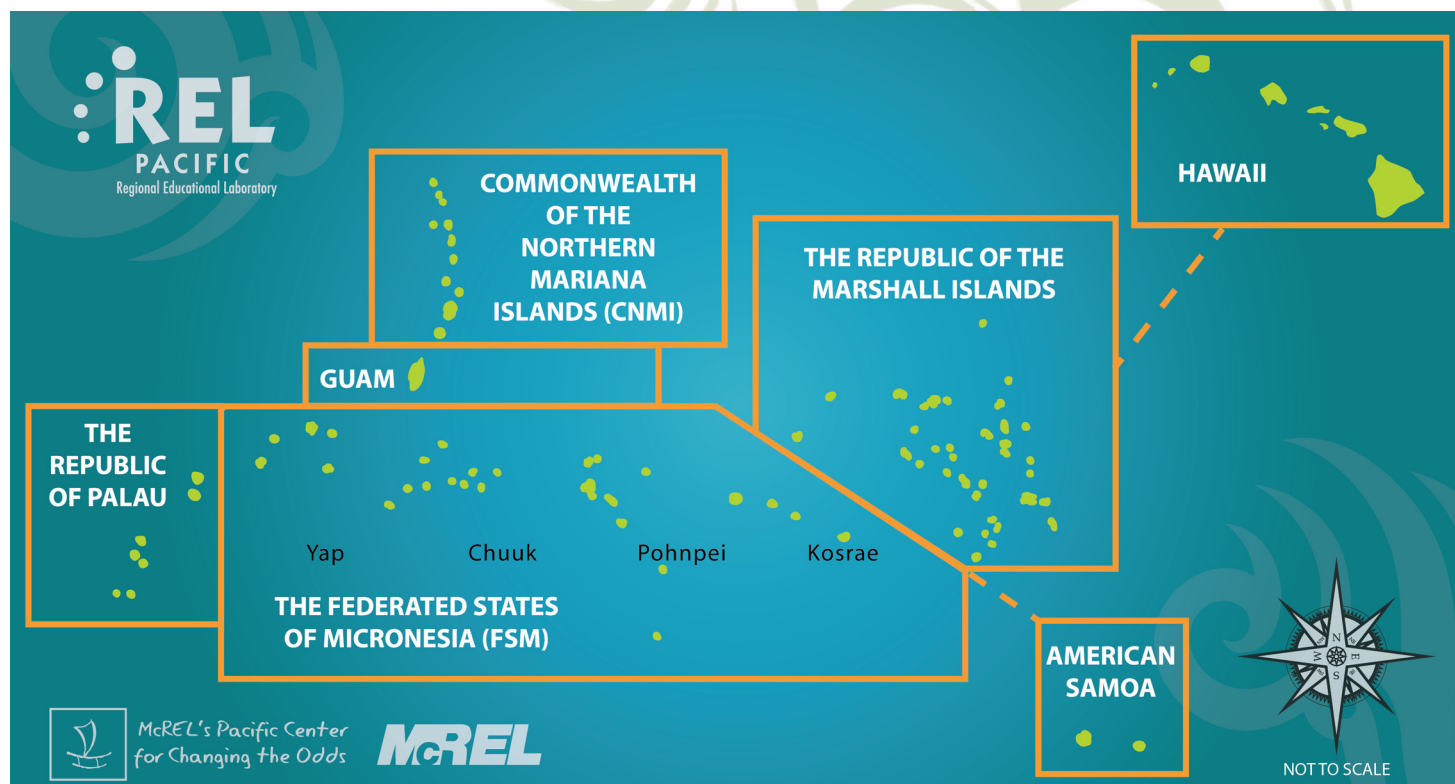 REL
PACIFIC
Regional Educational Laboratory
COMMONWEALTH
OF THE
NORTHERN
MARIANA
ISLANDS (CNMI)
HAWAII
THE REPUBLIC OF THE
MARSHALL ISLANDS
GUAM
THE
REPUBLIC
OF PALAU
Yap
Chuuk
Pohnpei
Kosrae
THE FEDERATED STATES
OF MICRONESIA (FSM)
AMERICAN
SAMOA
N
W
E
S
NOT TO SCALE
McREL's Pacific Center
for Changing the Odds
McREL